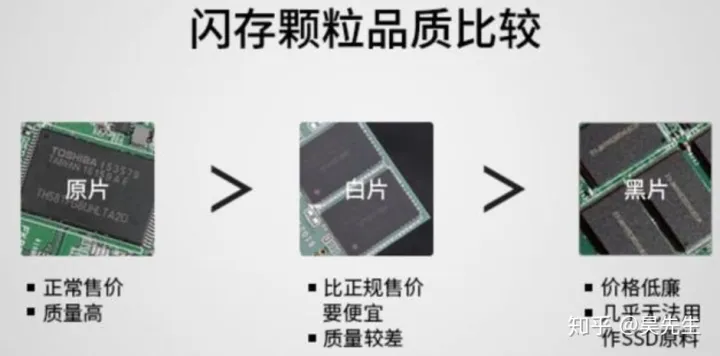 闪存颗粒品质比较
TOSHIBA
原片
>
白片
>
黑片
▪ 正常售价
▪ 质量高
▪ 比正规售价
要便宜
▪ 质量较差
▪ 价格低廉
▪ 几乎无法用
作SSD原料
知乎 @昊先生